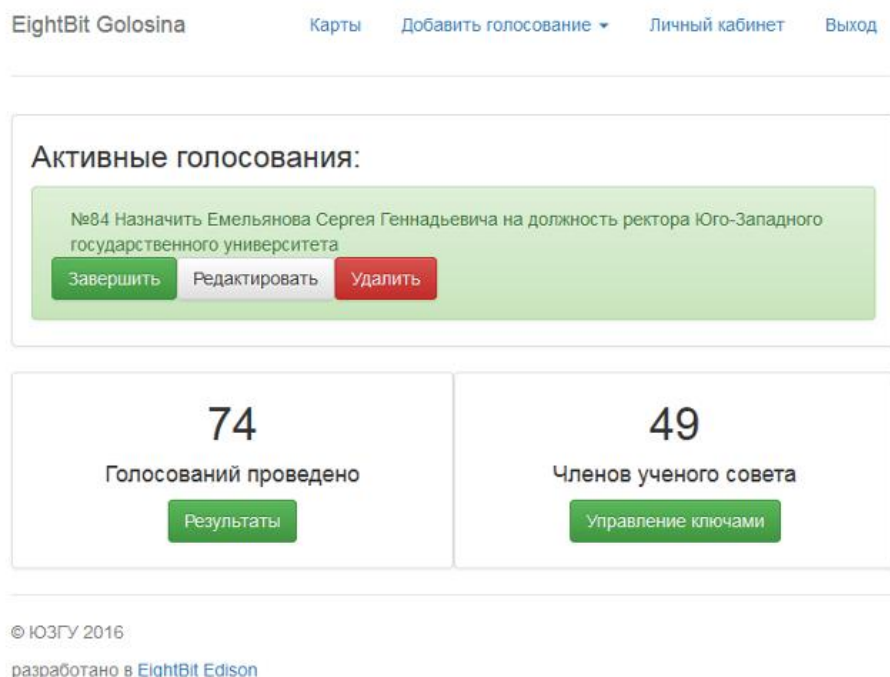 EightBit Golosina Карты Добавить голосование Личный кабинет Выход
Активные голосования:
№84 Назначить Емельянова Сергея Геннадьевича на должность ректора Юго-Западного
государственного университета
Завершить Редактировать Удалить
74
Голосований проведено
Результаты
49
Членов ученого совета
Управление ключами
© ЮЗГУ 2016
разработано в EightBit Edison